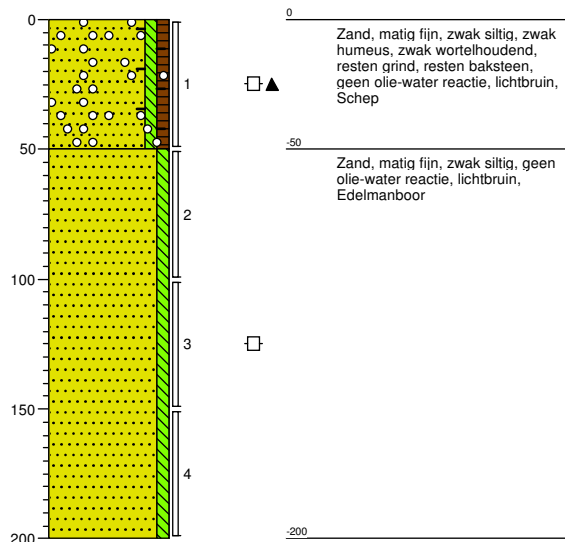 0
50
100
150
200
1
2
3
4
0
Zand, matig fijn, zwak siltig, zwak
humeus, zwak wortelhoudend,
resten grind, resten baksteen,
geen olie-water reactie, lichtbruin,
Schep
-50
Zand, matig fijn, zwak siltig, geen
olie-water reactie, lichtbruin,
Edelmanboor
-200